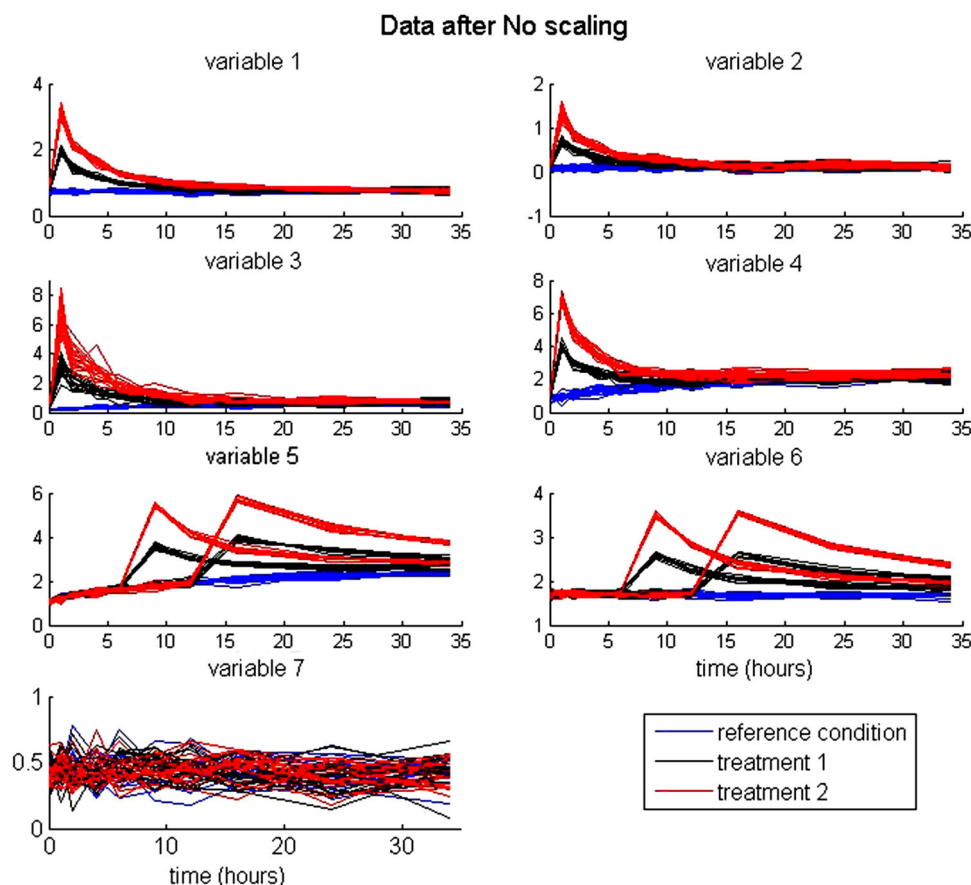 Data after No scaling
variable 1
4
2
0
0 5 10 15 20 25 30 35
variable 2
2
1
0
-1
0 5 10 15 20 25 30 35
variable 3
8
6
4
2
0
0 5 10 15 20 25 30 35
variable 4
8
6
4
2
0
0 5 10 15 20 25 30 35
variable 5
6
4
2
0
0 5 10 15 20 25 30 35
variable 6
4
3
2
1
0 5 10 15 20 25 30 35
time (hours)
variable 7
1
0.5
0
0 10 20 30
time (hours)
reference condition
treatment 1
treatment 2